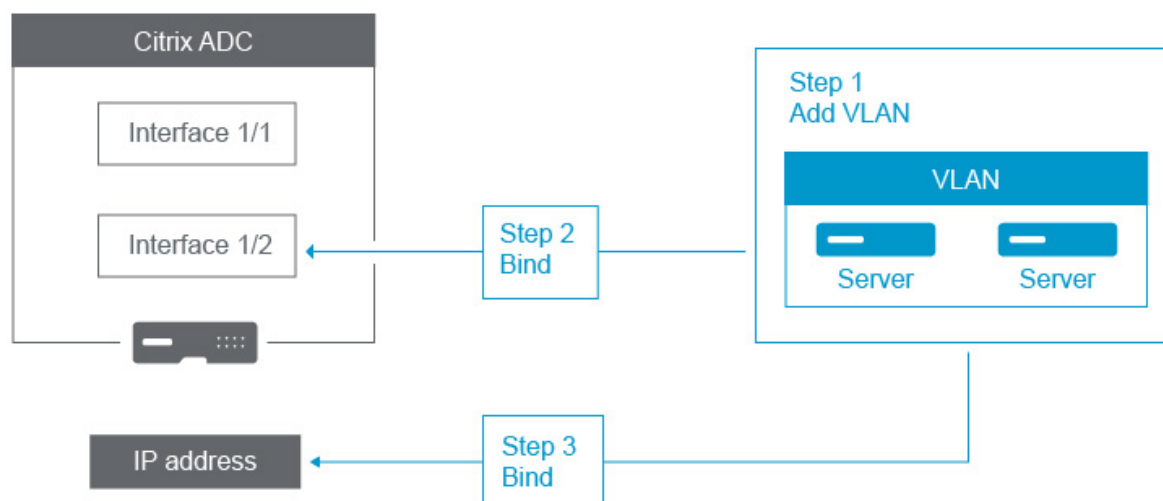 Citrix ADC
Interface 1/1
Interface 1/2
Step 2
Bind
Step 1
Add VLAN
VLAN
Server
Server
IP address
Step 3
Bind